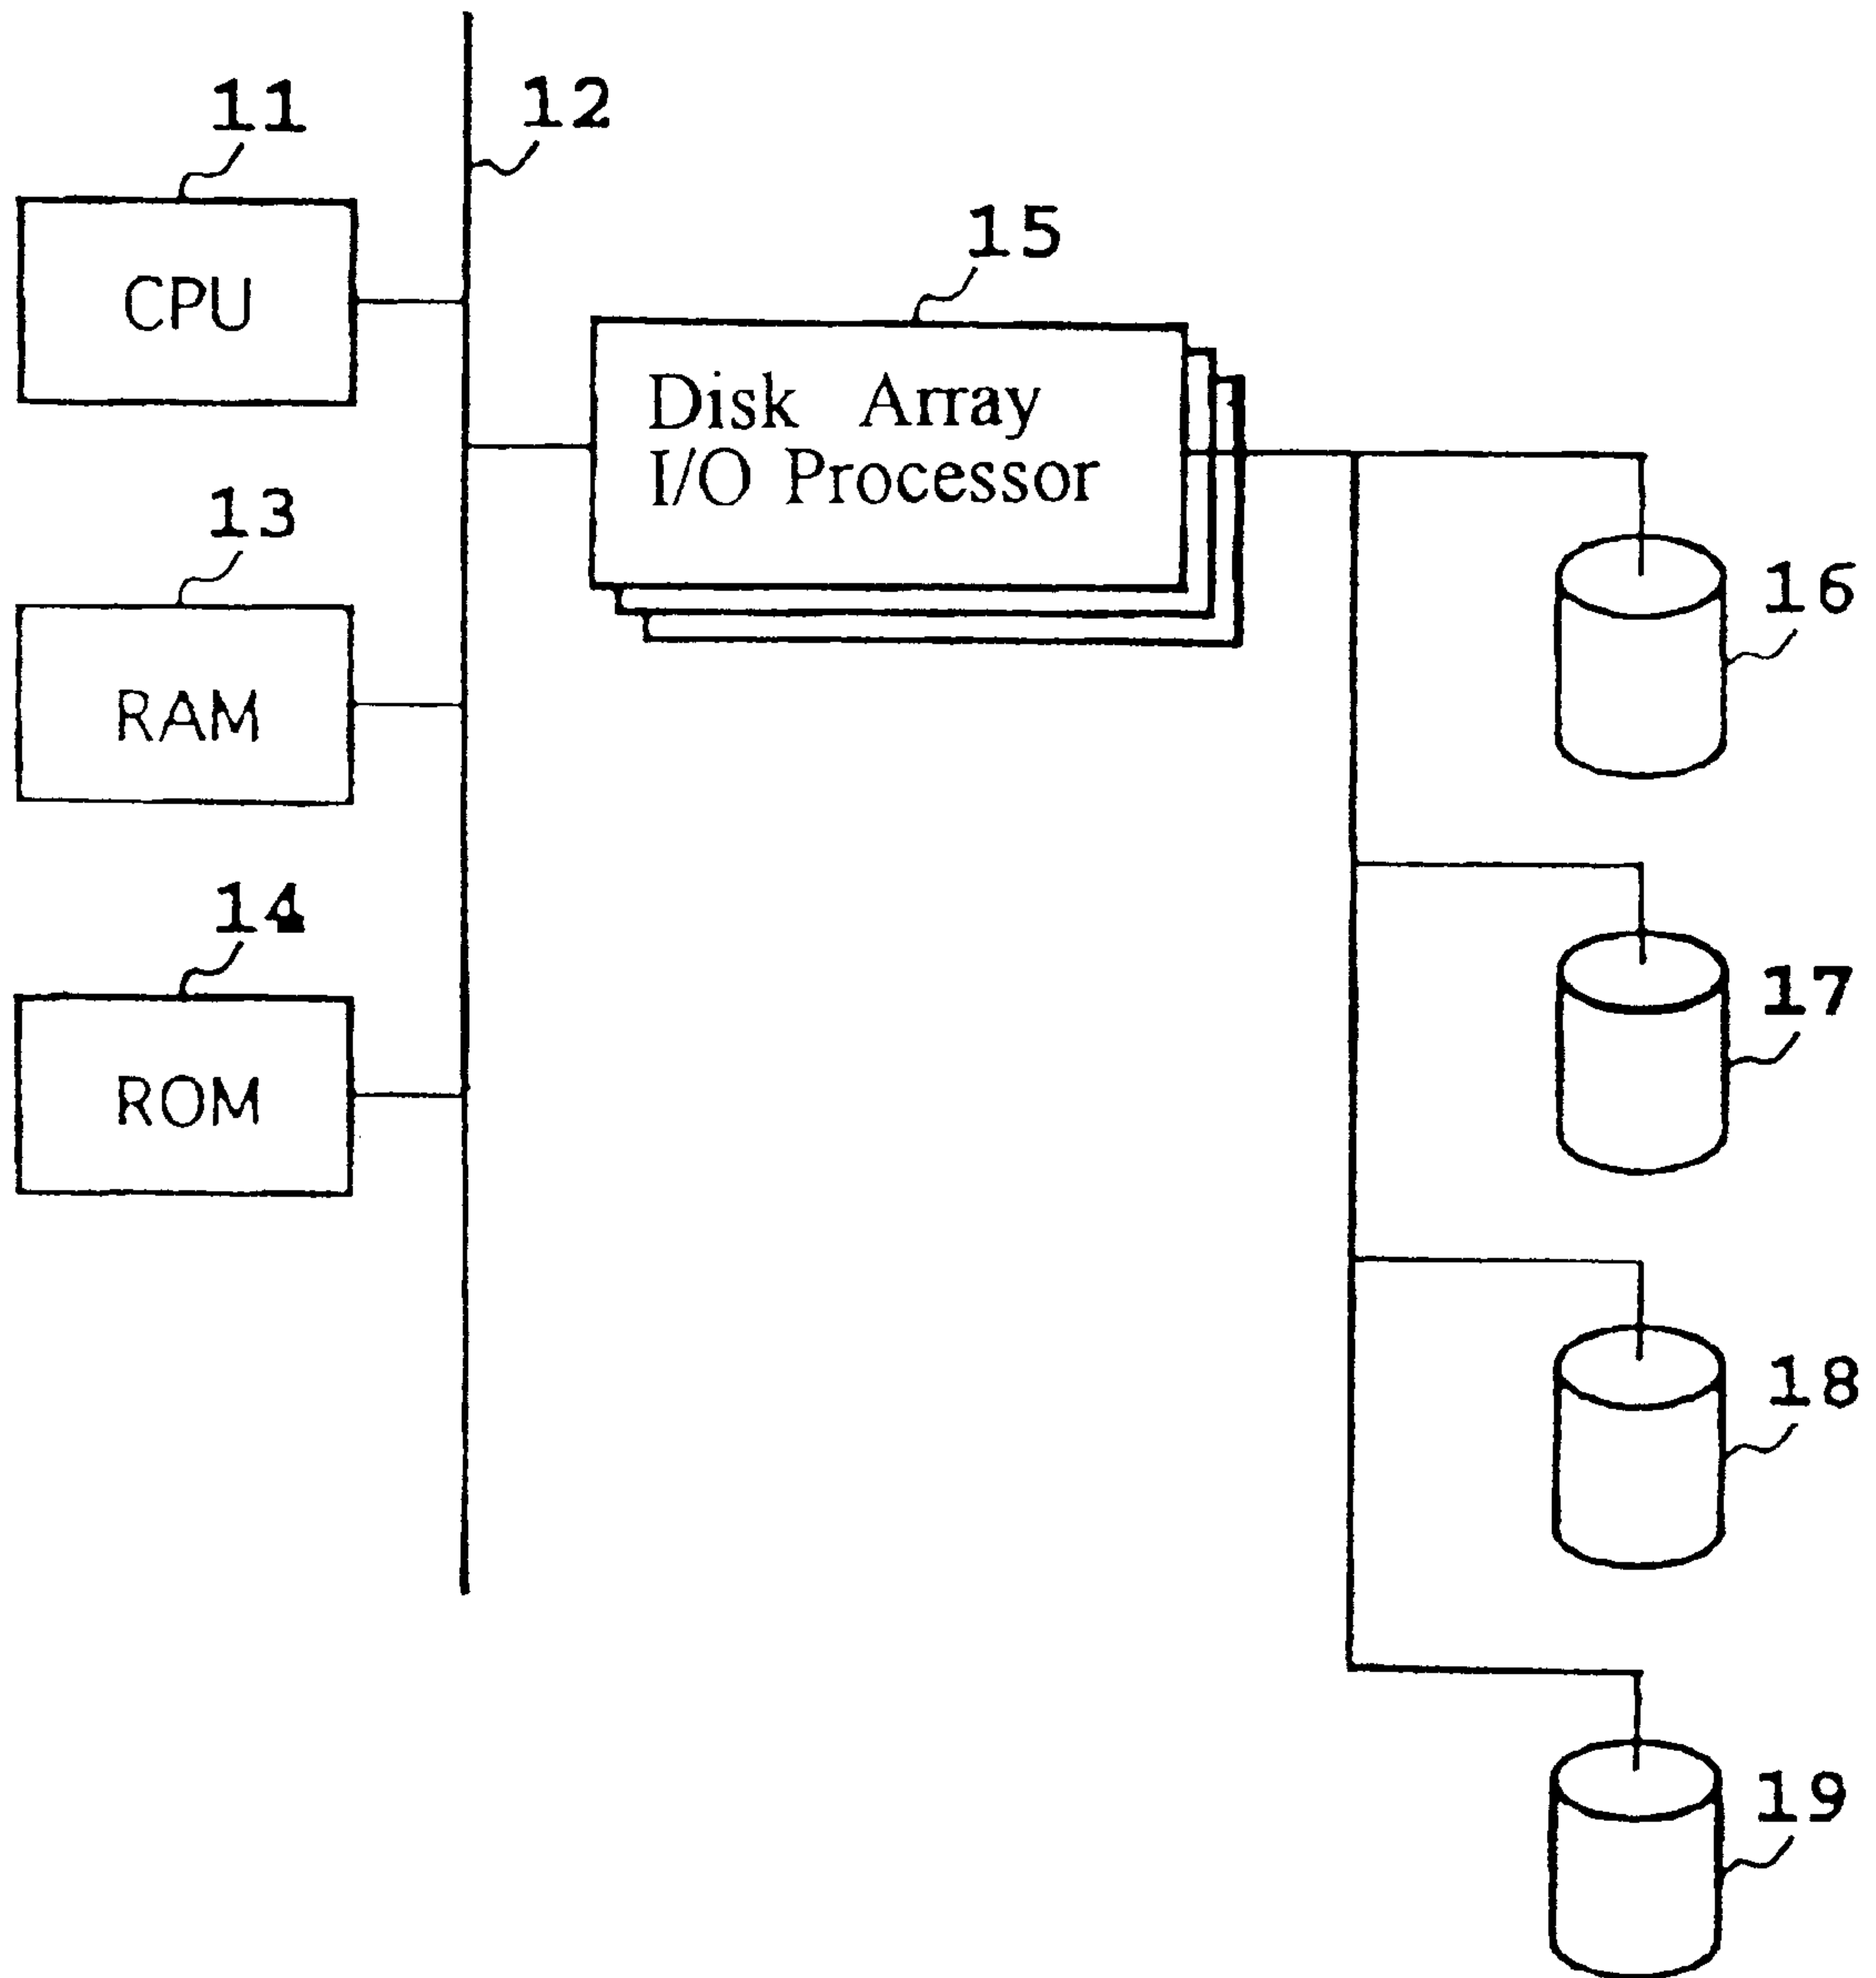 11
12
CPU
15
Disk Array
I/O Processor
13
RAM
16
14
ROM
17
18
19